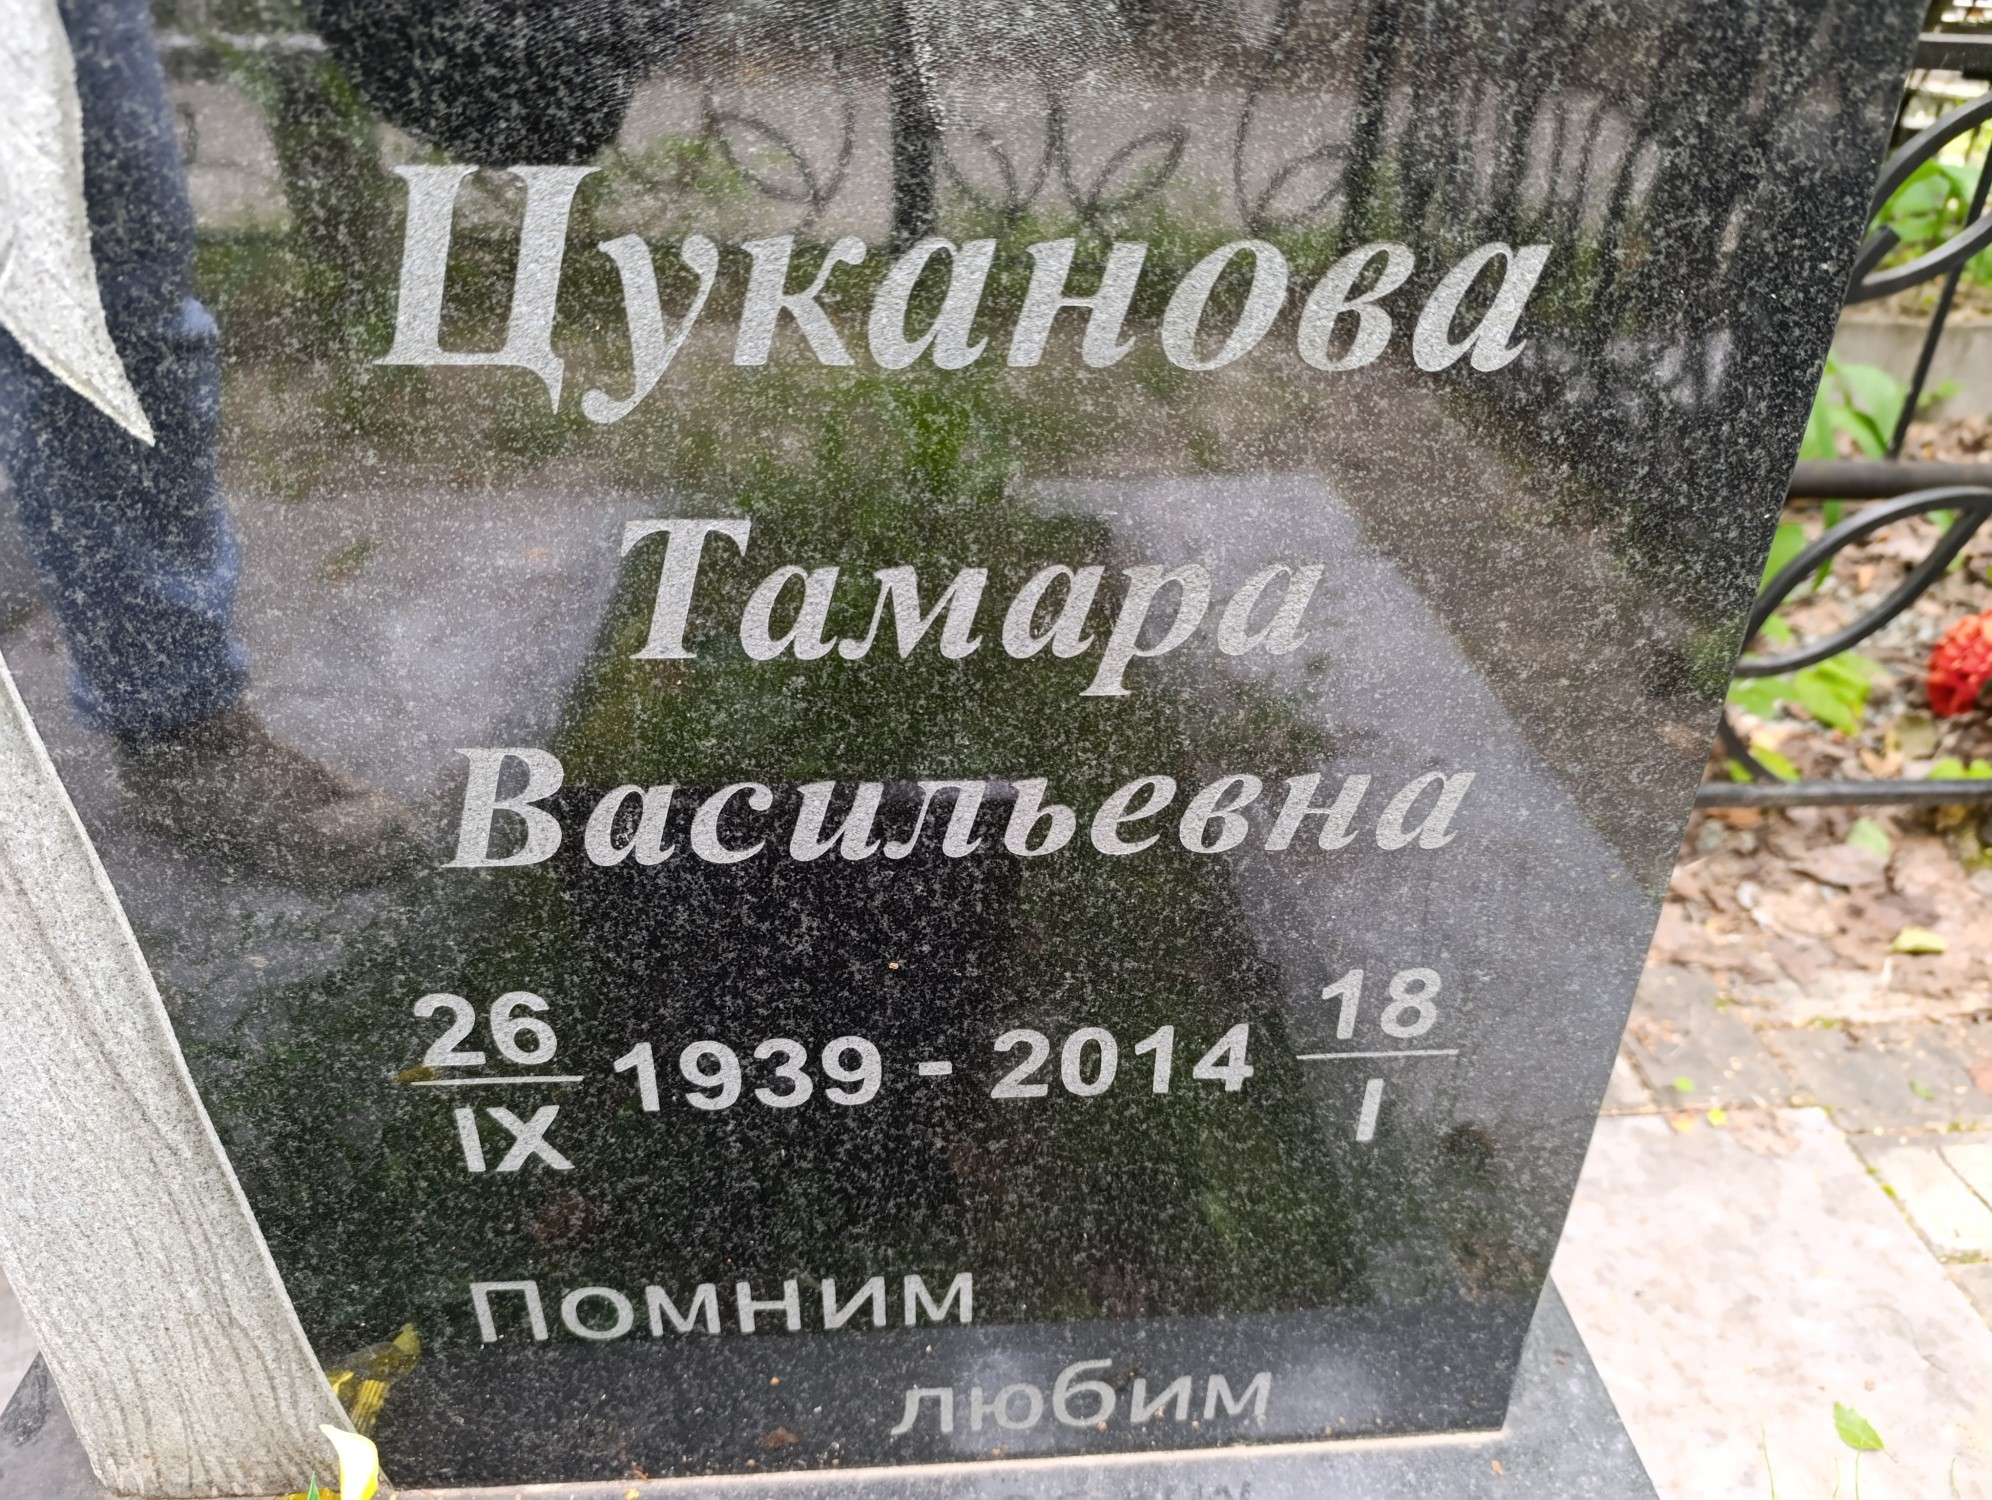 Цуканова
Тамара
Васильевна
26/IX 1939 - 2014 18/I
Помним
любим